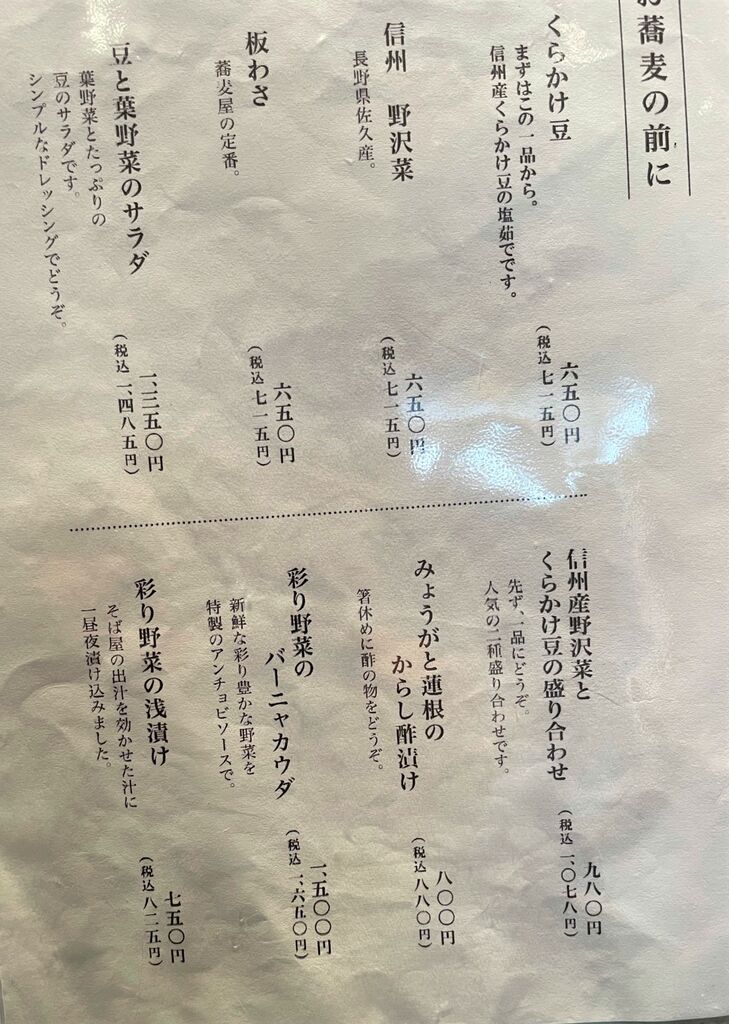 お蕎麦の前に
くらかけ豆
まずはこの一品から。
信州産くらかけ豆の塩茹でです。
六五〇円
（税込 七一五円）
信州 野沢菜
長野県佐久産。
六五〇円
（税込 七一五円）
板わさ
蕎麦屋の定番。
六五〇円
（税込 七一五円）
豆と葉野菜のサラダ
葉野菜とたっぷりの
豆のサラダです。
シンプルなドレッシングでどうぞ。
一、三五〇円
（税込 一、四八五円）
信州産野沢菜と
くらかけ豆の盛り合わせ
先ず、一品にどうぞ。
人気の二種盛り合わせです。
九八〇円
（税込 一、〇七八円）
みょうがと蓮根の
からし酢漬け
箸休めに酢の物をどうぞ。
八〇〇円
（税込 八八〇円）
彩り野菜の
バーニャカウダ
新鮮な彩り豊かな野菜を
特製のアンチョビソースで。
一、五〇〇円
（税込 一、六五〇円）
彩り野菜の浅漬け
そば屋の出汁を効かせた汁に
一昼夜漬け込みました。
七五〇円
（税込 八二五円）